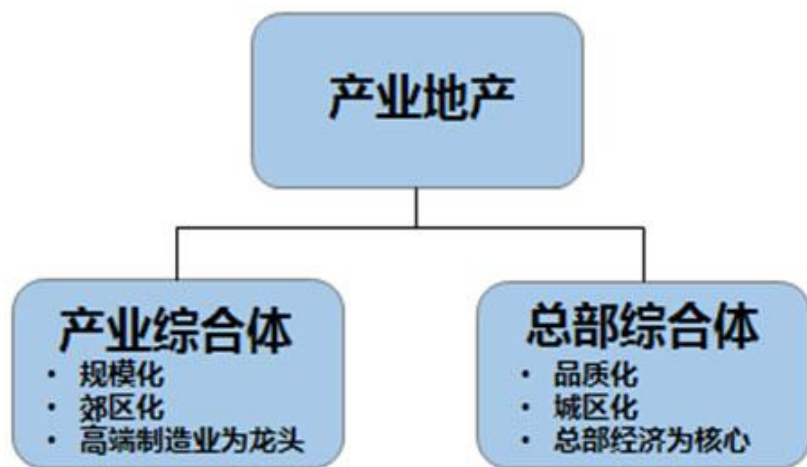 产业地产
产业综合体
• 规模化
• 郊区化
• 高端制造业为龙头
总部综合体
• 品质化
• 城区化
• 总部经济为核心